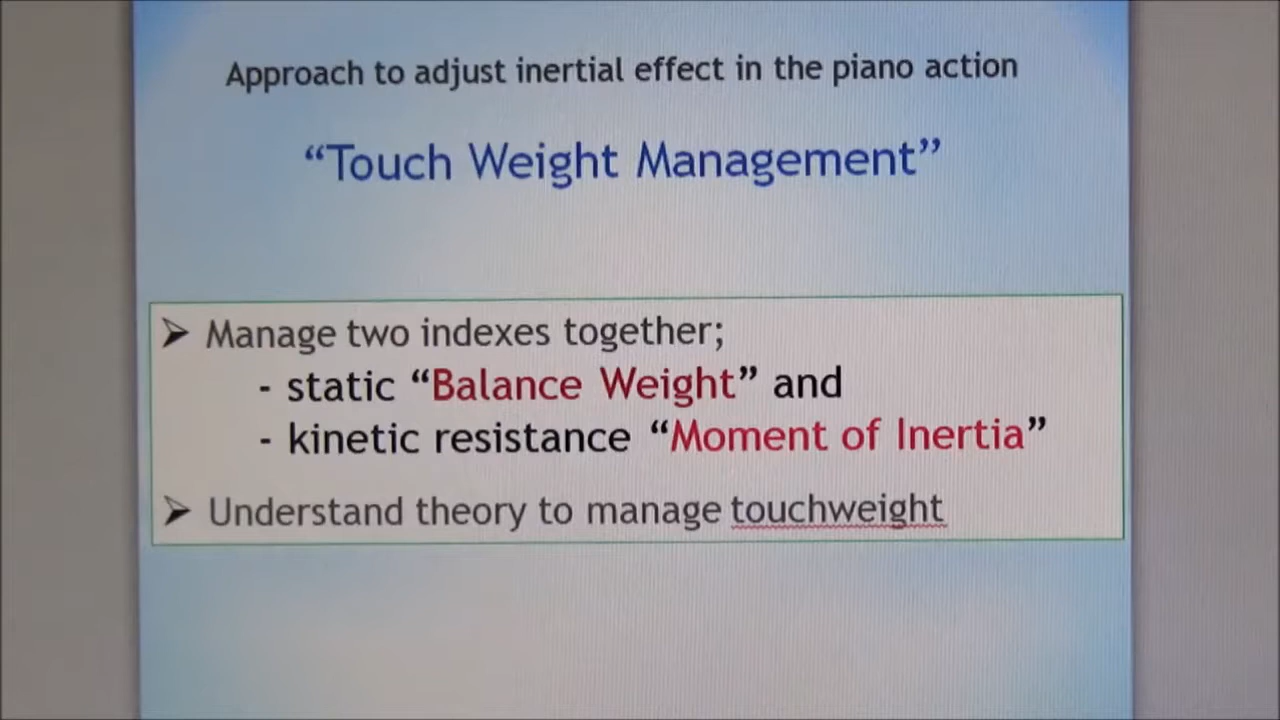 Approach to adjust inertial effect in the piano action
“Touch Weight Management”
➤ Manage two indexes together;
- static “Balance Weight” and
- kinetic resistance “Moment of Inertia”
➤ Understand theory to manage touchweight